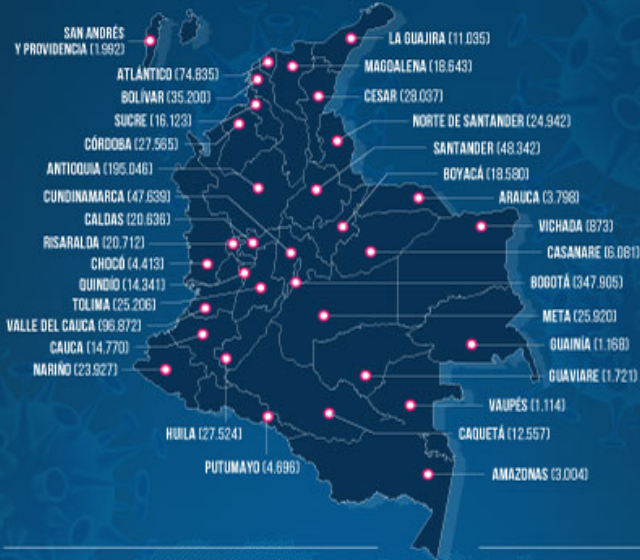 SAN ANDRÉS
Y PROVIDENCIA (1.992)
ATLÁNTICO (74.835)
BOLÍVAR (35.200)
SUCRE (16.123)
CÓRDOBA (27.565)
ANTIOQUIA (195.046)
CUNDINAMARCA (47.639)
CALDAS (20.636)
RISARALDA (20.712)
CHOCÓ (4.413)
QUINDÍO (14.341)
TOLIMA (25.206)
VALLE DEL CAUCA (96.872)
CAUCA (14.770)
NARIÑO (23.927)
HUILA (27.524)
PUTUMAYO (4.696)
LA GUAJIRA (11.035)
MAGDALENA (18.643)
CESAR (28.037)
NORTE DE SANTANDER (24.942)
SANTANDER (48.342)
BOYACÁ (18.580)
ARAUCA (3.798)
VICHADA (873)
CASANARE (6.081)
BOGOTÁ (347.905)
META (25.920)
GUAINÍA (1.168)
GUAVIARE (1.721)
VAUPÉS (1.114)
CAQUETÁ (12.557)
AMAZONAS (3.004)